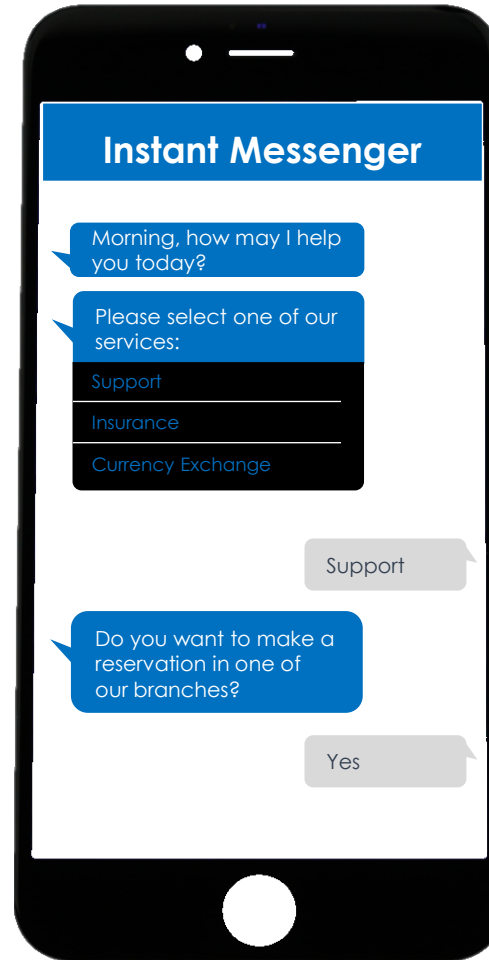 Instant Messenger
Morning, how may I help
you today?
Please select one of our
services:
Support
Insurance
Currency Exchange
Support
Do you want to make a
reservation in one of
our branches?
Yes